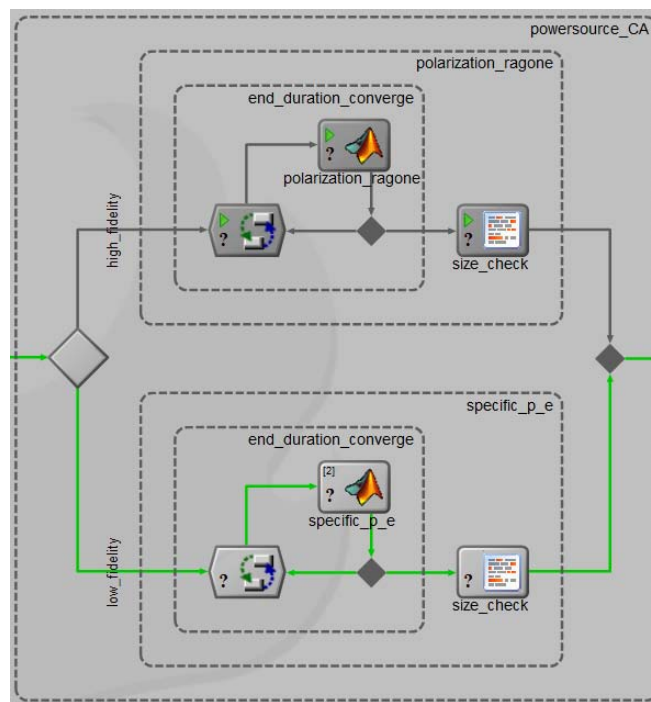 powersource_CA
polarization_ragone
end_duration_converge
?
polarization_ragone
high_fidelity
?
?
size_check
specific_p_e
end_duration_converge
[2]
?
specific_p_e
low_fidelity
?
?
size_check